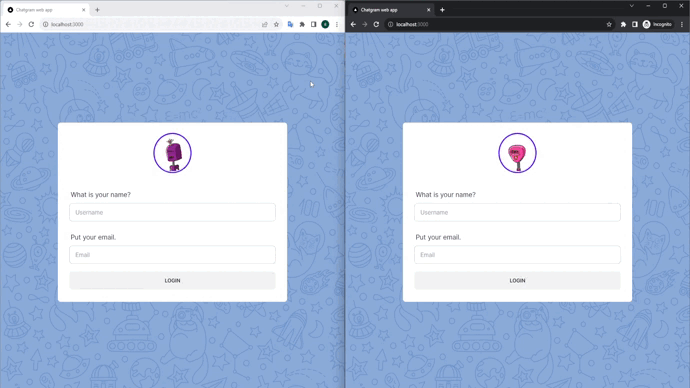 Chatgram web app
localhost:3000
What is your name?
Username
Put your email.
Email
LOGIN
Chatgram web app
localhost:3000
Incognito
What is your name?
Username
Put your email.
Email
LOGIN